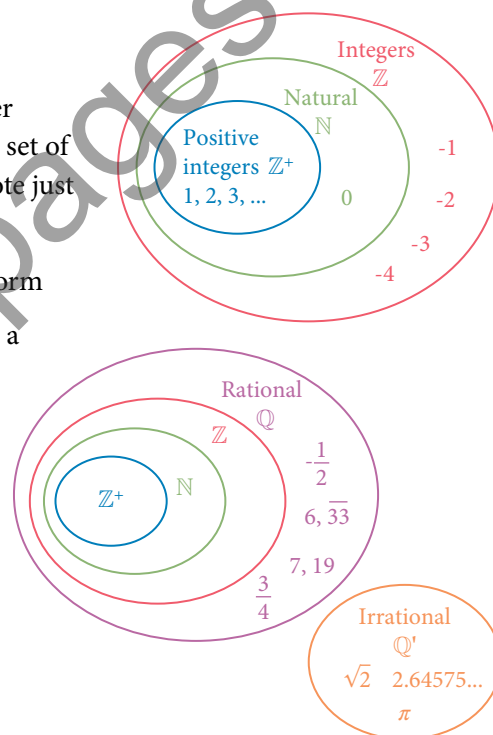 er
set of
ote just
orm
a
pages
Integers
ℤ
Natural
ℕ
Positive
integers ℤ⁺
1, 2, 3, ...
0
-1
-2
-3
-4
Rational
ℚ
ℤ
ℕ
ℤ⁺
-1/2
6, 3̅3̅
7, 19
3/4
Irrational
ℚ'
√2 2.64575...
π